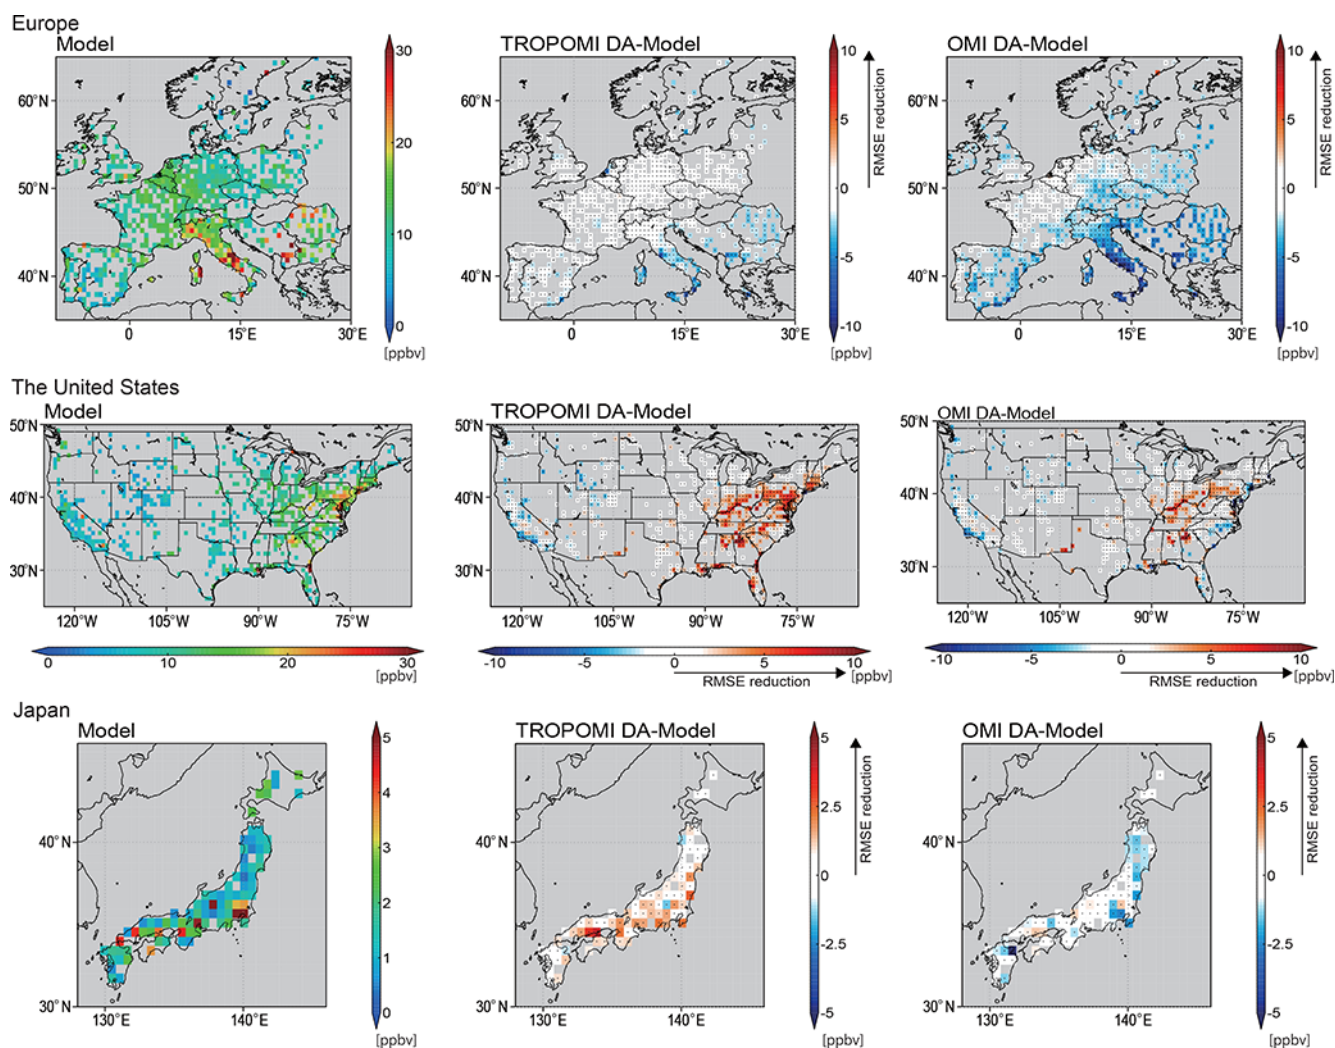 Europe
Model
TROPOMI DA-Model
OMI DA-Model
60°N
50°N
40°N
0
15°E
30°E
30
20
10
0
[ppbv]
60°N
50°N
40°N
0
15°E
30°E
10
5
0
-5
-10
RMSE reduction
[ppbv]
60°N
50°N
40°N
0
15°E
30°E
10
5
0
-5
-10
RMSE reduction
[ppbv]
The United States
Model
TROPOMI DA-Model
OMI DA-Model
50°N
40°N
30°N
120°W
105°W
90°W
75°W
0
10
20
30
[ppbv]
50°N
40°N
30°N
120°W
105°W
90°W
75°W
-10
-5
0
5
10
RMSE reduction
[ppbv]
50°N
40°N
30°N
120°W
105°W
90°W
75°W
-10
-5
0
5
10
RMSE reduction
[ppbv]
Japan
Model
TROPOMI DA-Model
OMI DA-Model
40°N
30°N
130°E
140°E
5
4
3
2
1
0
[ppbv]
40°N
30°N
130°E
140°E
5
2.5
0
-2.5
-5
RMSE reduction
[ppbv]
40°N
30°N
130°E
140°E
5
2.5
0
-2.5
-5
RMSE reduction
[ppbv]